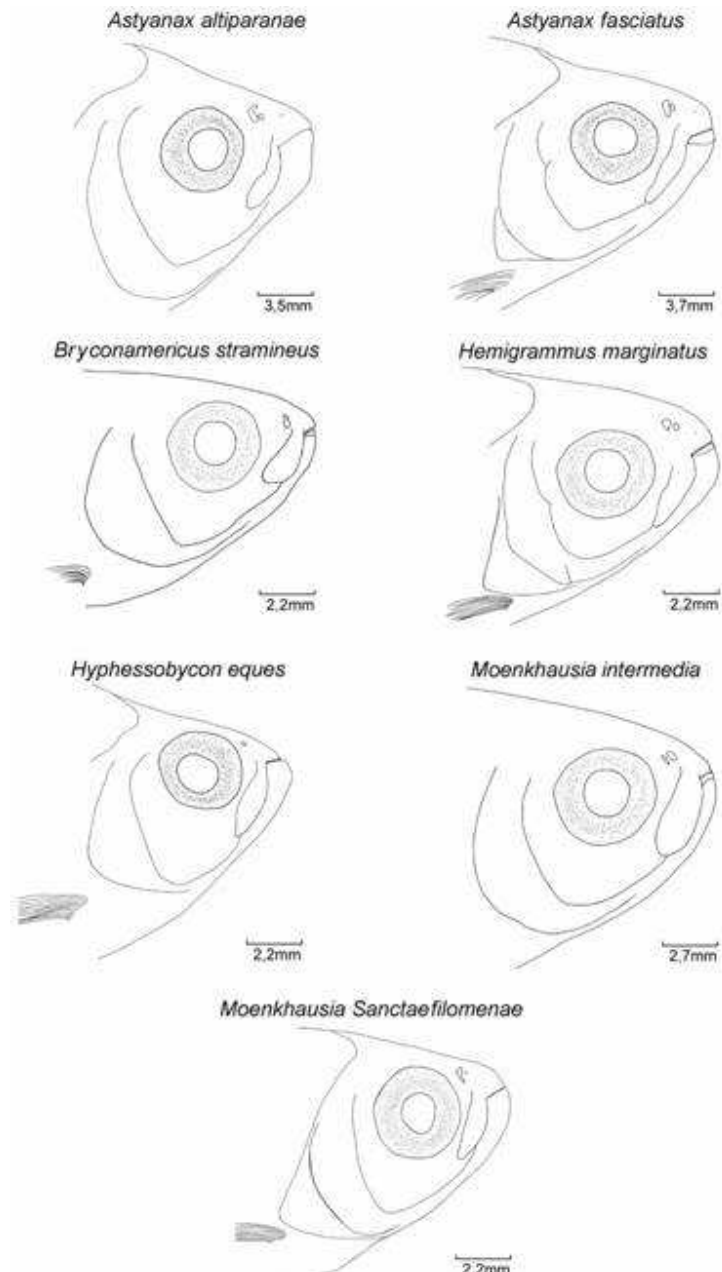 Astyanax altiparanae
Astyanax fasciatus
3,5mm
3,7mm
Bryconamericus stramineus
Hemigrammus marginatus
2,2mm
2,2mm
Hyphessobycon eques
Moenkhausia intermedia
2,2mm
2,7mm
Moenkhausia Sanctaefilomenae
2,2mm